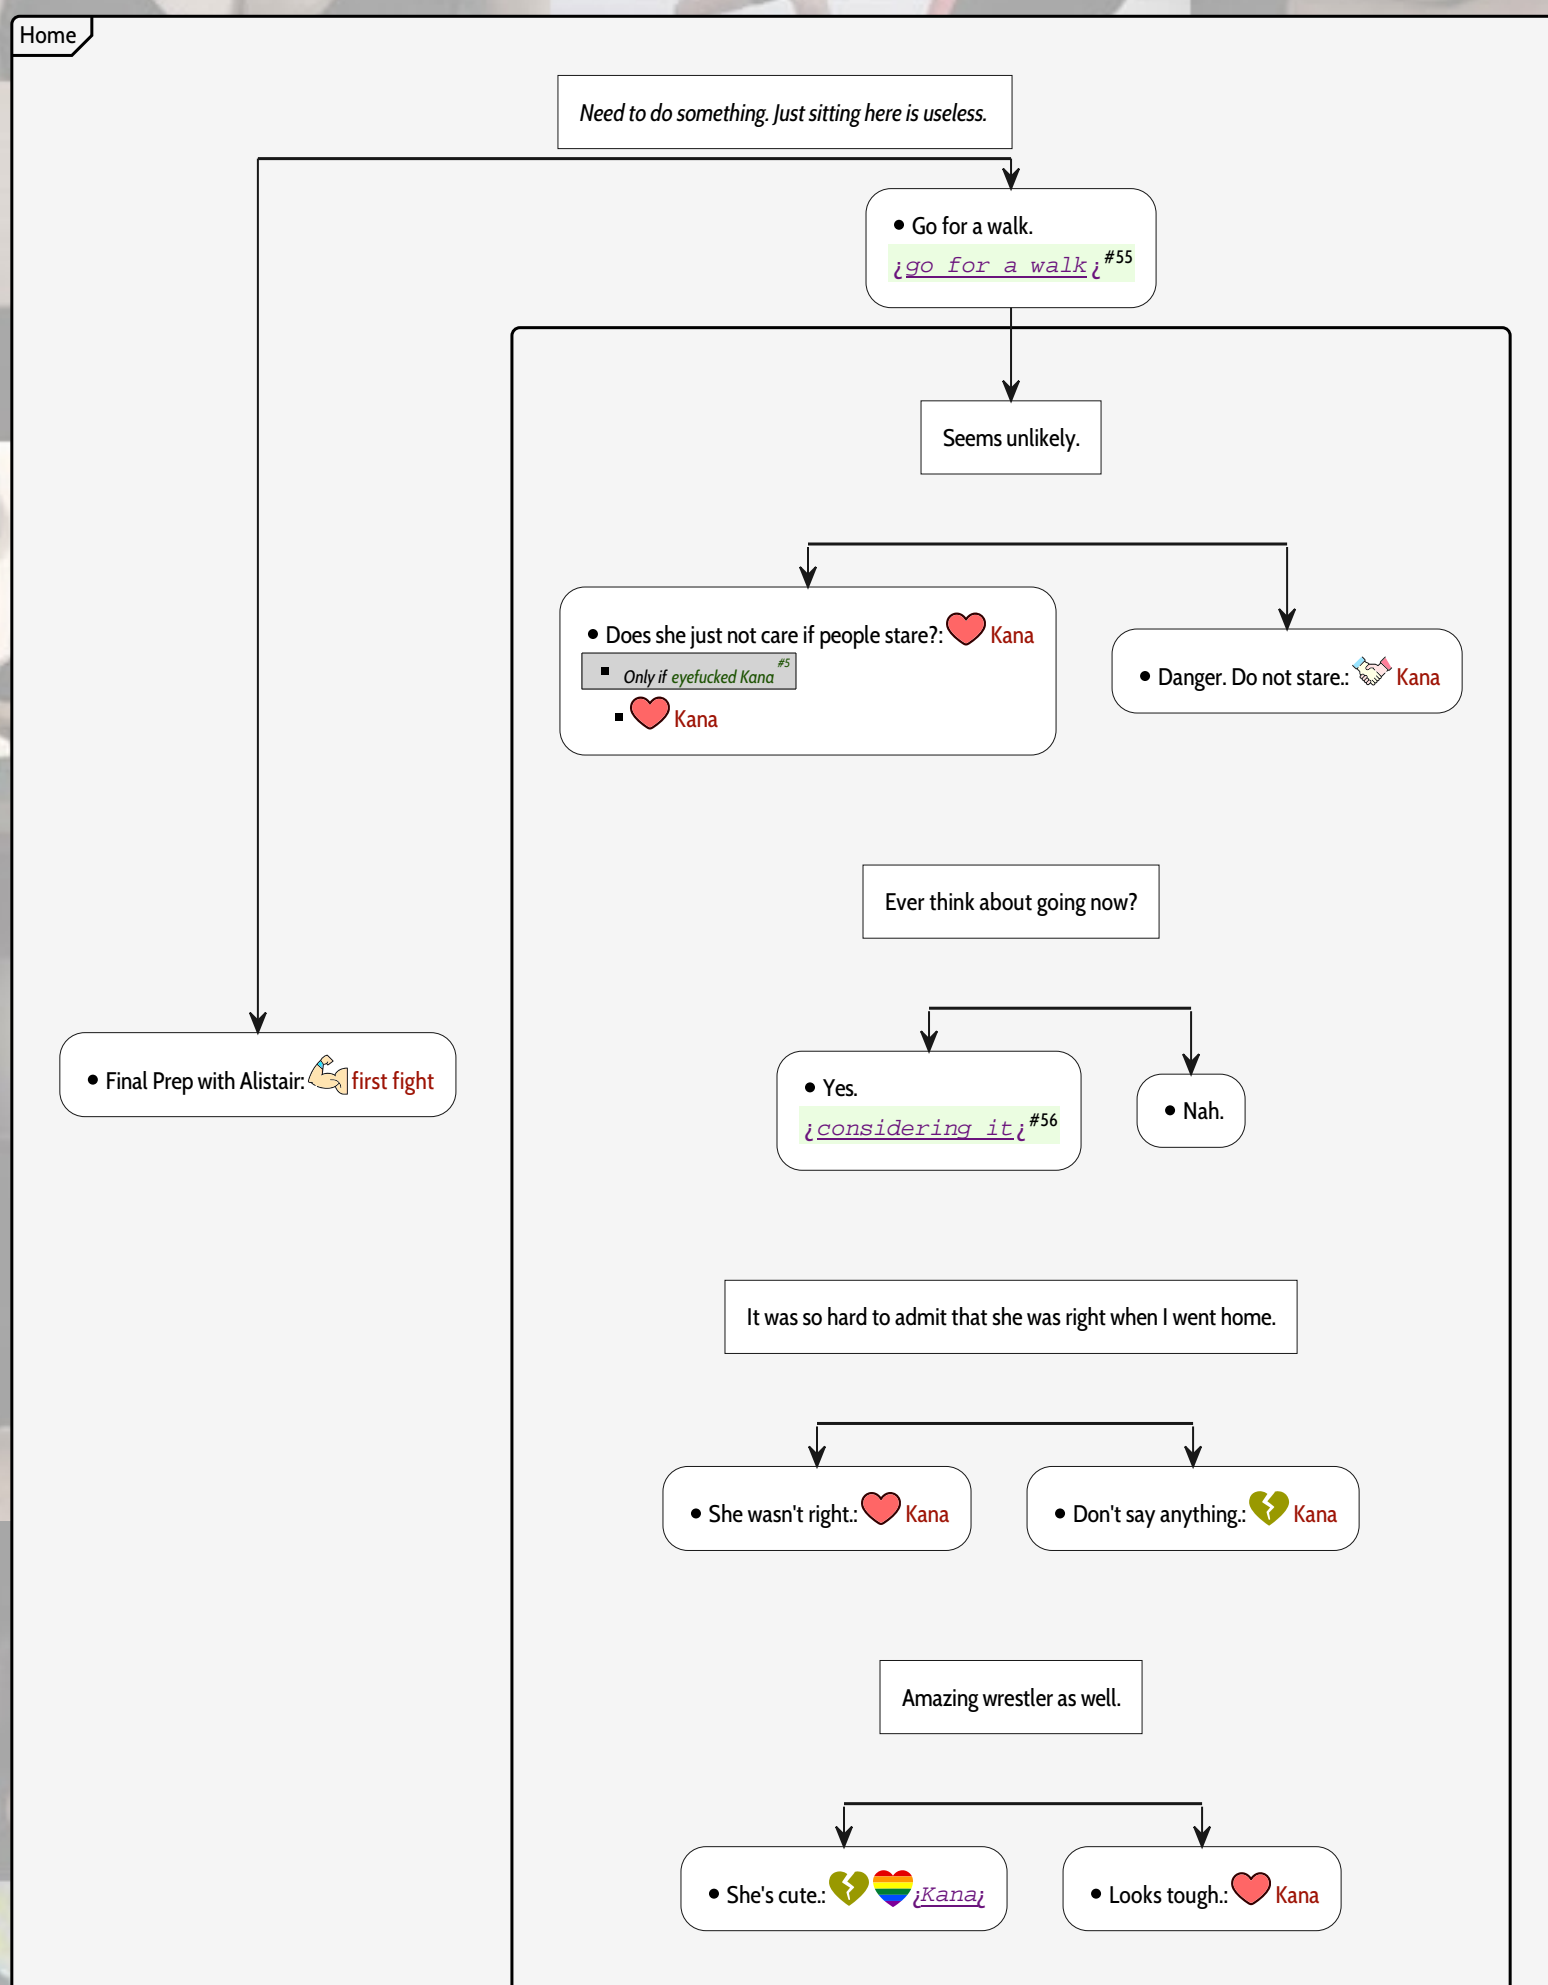 Home
Need to do something. Just sitting here is useless.
• Go for a walk.
¿go for a walk¿#55
Seems unlikely.
• Does she just not care if people stare?: Kana
▪ Only if eyefucked Kana#5
▪ Kana
• Danger. Do not stare.: Kana
Ever think about going now?
• Final Prep with Alistair: first fight
• Yes.
¿considering it¿#56
• Nah.
It was so hard to admit that she was right when I went home.
• She wasn't right.: Kana
• Don't say anything.: Kana
Amazing wrestler as well.
• She's cute.: ¿Kana¿
• Looks tough.: Kana